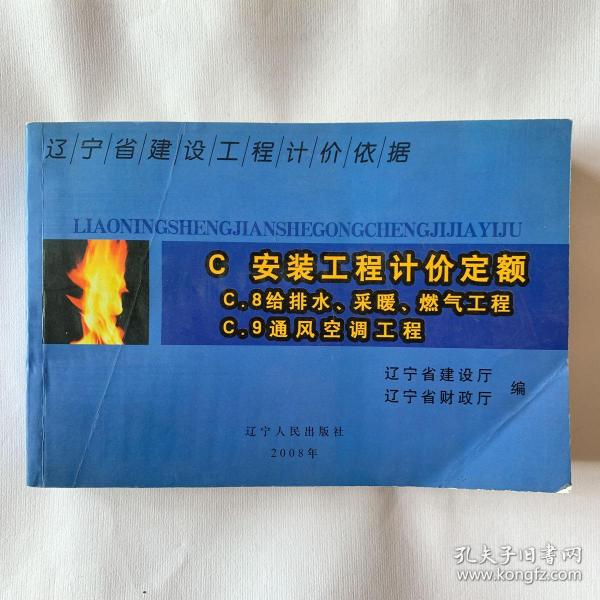 辽/宁/省/建/设/工/程/计/价/依/据
LIAONINGSHENGJIANSHEGONGCHENGJIJIAYIJU
C 安装工程计价定额
C.8给排水、采暖、燃气工程
C.9通风空调工程
辽宁省建设厅
辽宁省财政厅
编
辽宁人民出版社
2008年
孔夫子旧书网
www.kongfz.com